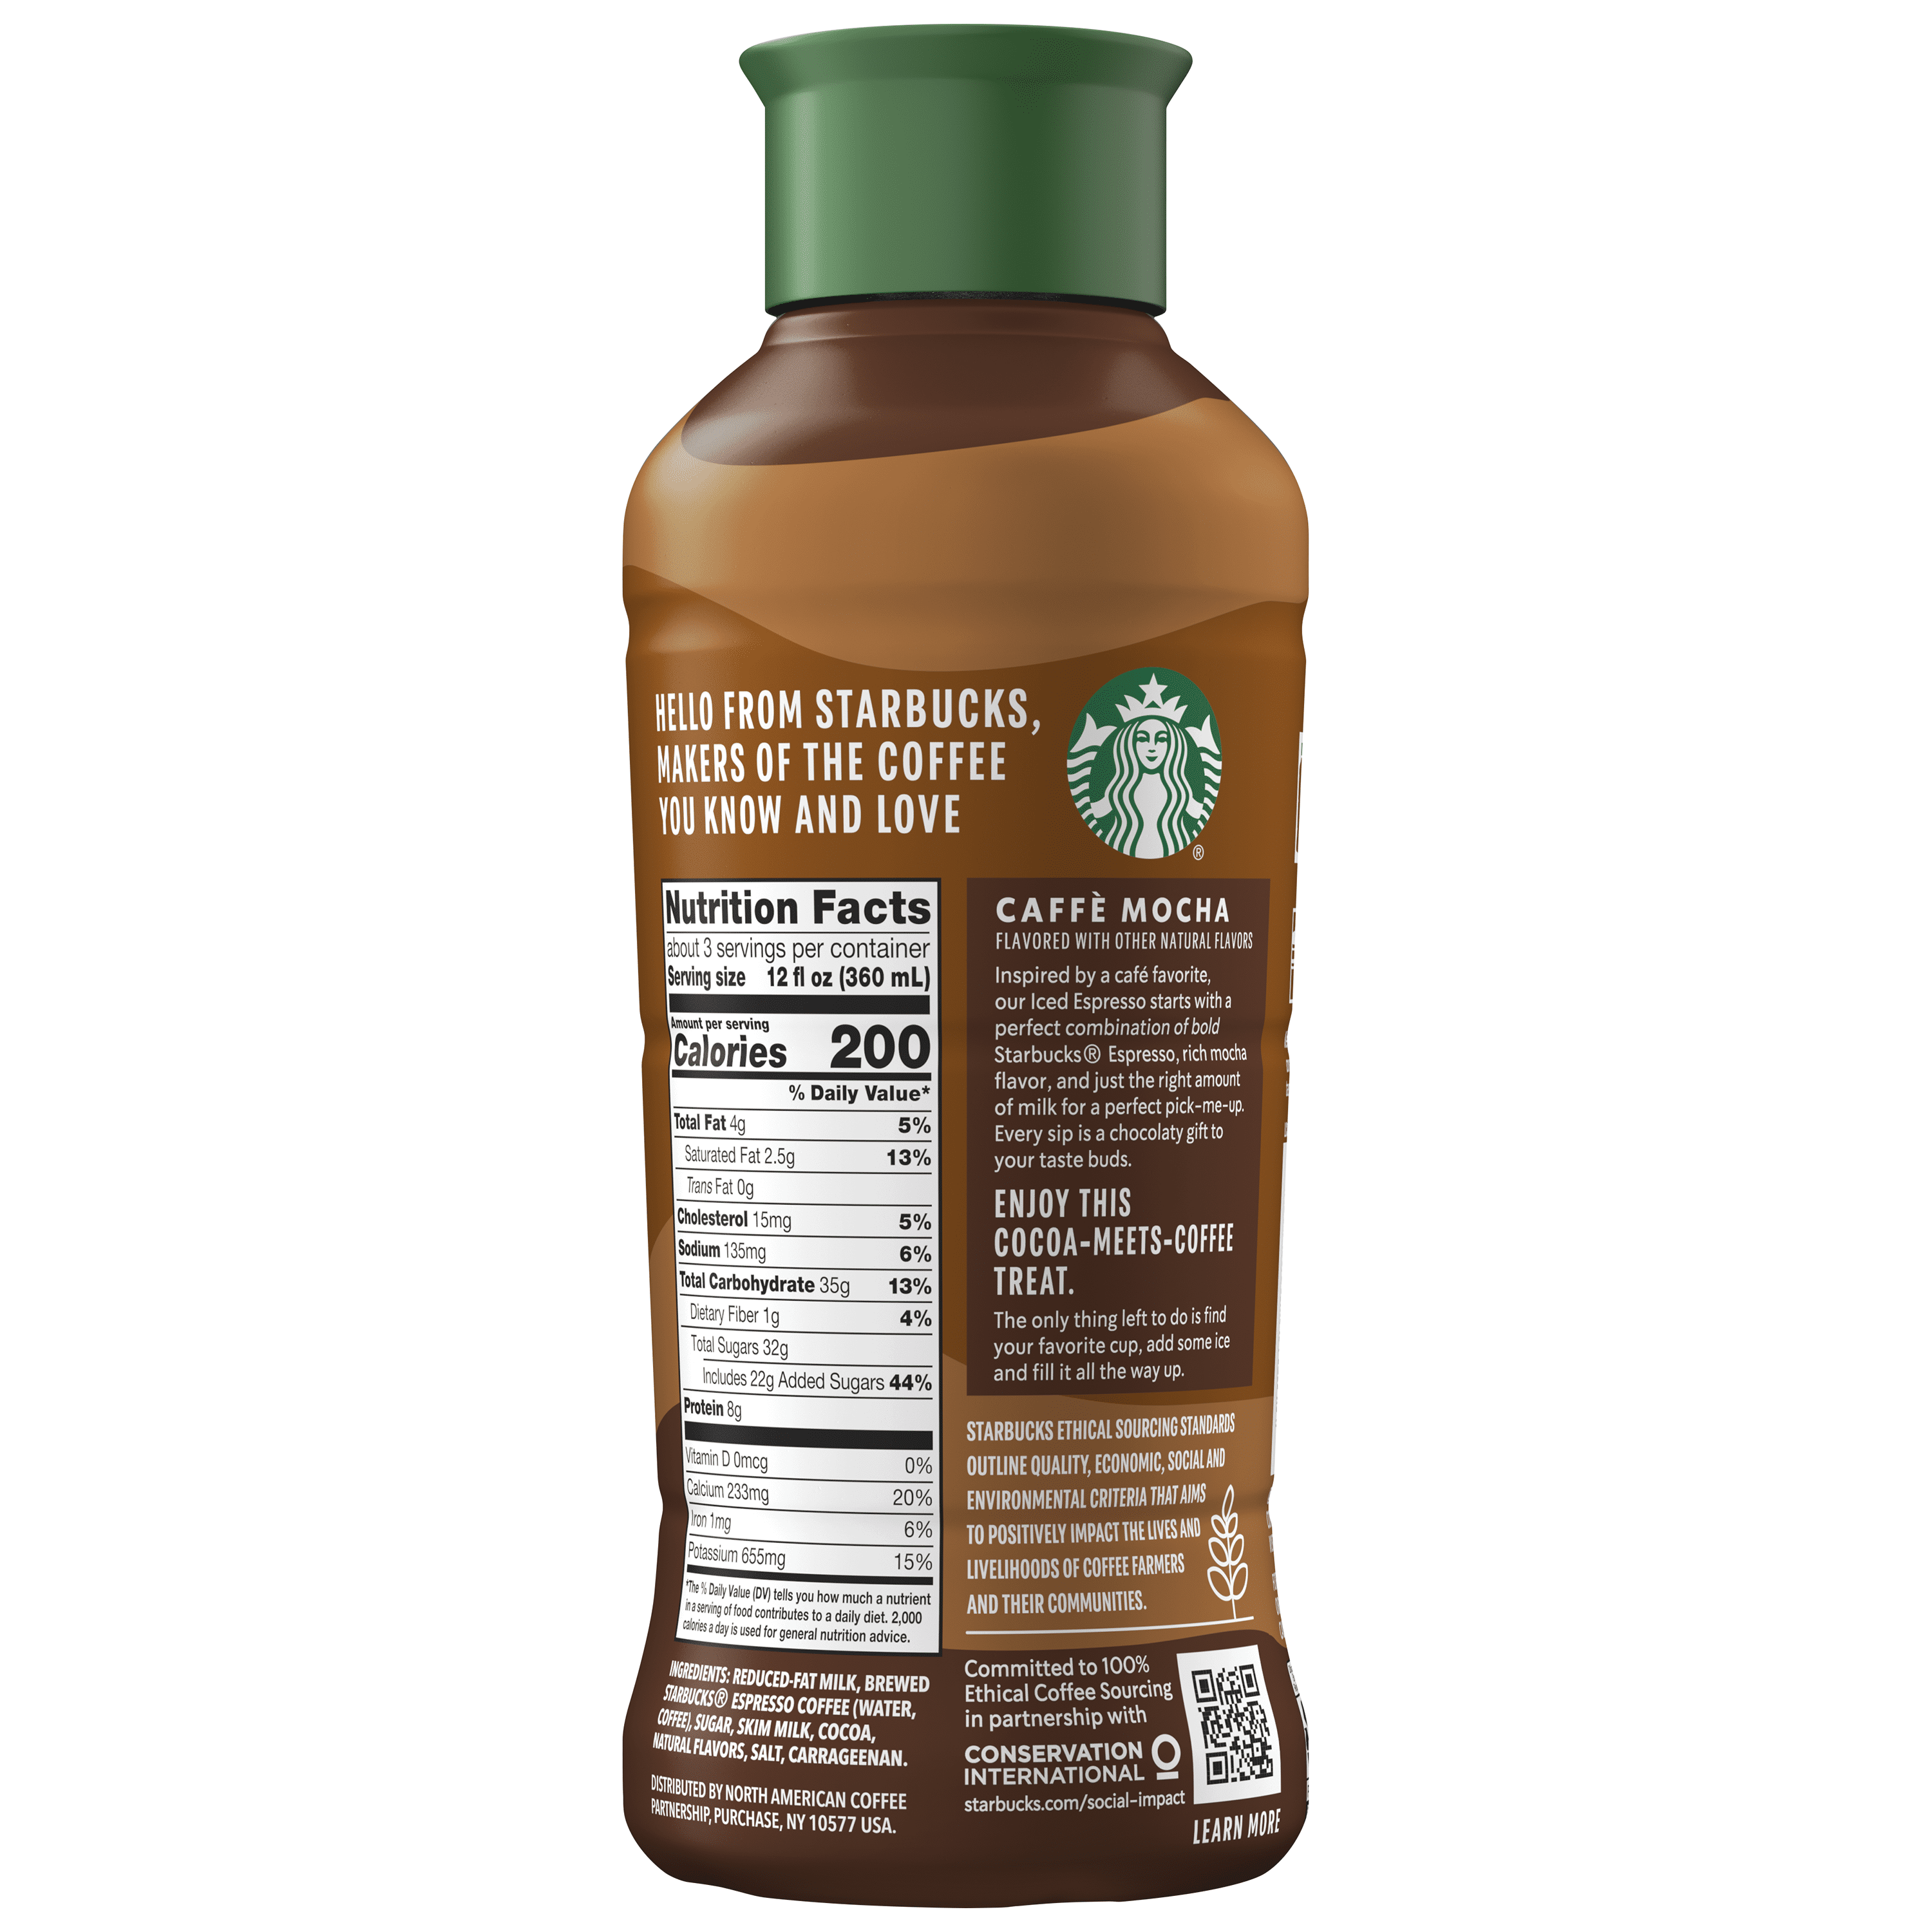 HELLO FROM STARBUCKS,
MAKERS OF THE COFFEE
YOU KNOW AND LOVE
®
Nutrition Facts
about 3 servings per container
Serving size 12 fl oz (360 mL)
Amount per serving
Calories 200
% Daily Value*
Total Fat 4g 5%
Saturated Fat 2.5g 13%
Trans Fat 0g
Cholesterol 15mg 5%
Sodium 135mg 6%
Total Carbohydrate 35g 13%
Dietary Fiber 1g 4%
Total Sugars 32g
Includes 22g Added Sugars 44%
Protein 8g
Vitamin D 0mcg 0%
Calcium 233mg 20%
Iron 1mg 6%
Potassium 655mg 15%
*The % Daily Value (DV) tells you how much a nutrient
in a serving of food contributes to a daily diet. 2,000
calories a day is used for general nutrition advice.
INGREDIENTS: REDUCED-FAT MILK, BREWED
STARBUCKS® ESPRESSO COFFEE (WATER,
COFFEE), SUGAR, SKIM MILK, COCOA,
NATURAL FLAVORS, SALT, CARRAGEENAN.
DISTRIBUTED BY NORTH AMERICAN COFFEE
PARTNERSHIP, PURCHASE, NY 10577 USA.
CAFFÈ MOCHA
FLAVORED WITH OTHER NATURAL FLAVORS
Inspired by a café favorite,
our Iced Espresso starts with a
perfect combination of bold
Starbucks® Espresso, rich mocha
flavor, and just the right amount
of milk for a perfect pick-me-up.
Every sip is a chocolaty gift to
your taste buds.
ENJOY THIS
COCOA-MEETS-COFFEE
TREAT.
The only thing left to do is find
your favorite cup, add some ice
and fill it all the way up.
STARBUCKS ETHICAL SOURCING STANDARDS
OUTLINE QUALITY, ECONOMIC, SOCIAL AND
ENVIRONMENTAL CRITERIA THAT AIMS
TO POSITIVELY IMPACT THE LIVES AND
LIVELIHOODS OF COFFEE FARMERS
AND THEIR COMMUNITIES.
Committed to 100%
Ethical Coffee Sourcing
in partnership with
CONSERVATION
INTERNATIONAL
starbucks.com/social-impact
LEARN MORE